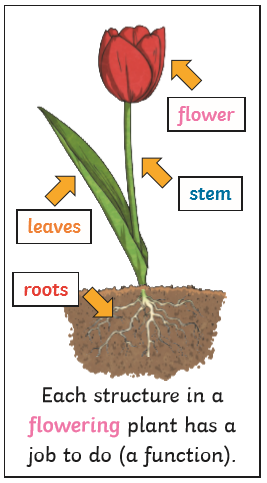 flower
stem
leaves
roots
Each structure in a
flowering plant has a
job to do (a function).